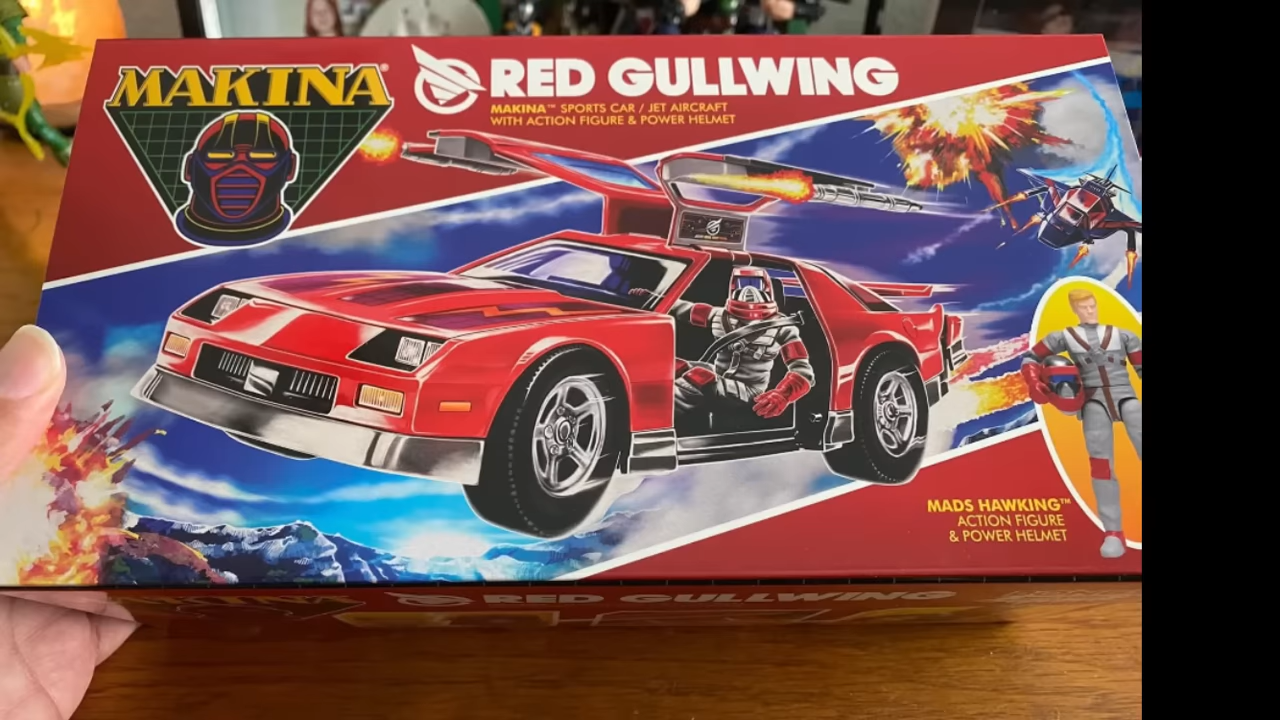 MAKINA®
RED GULLWING
MAKINA™ SPORTS CAR / JET AIRCRAFT
WITH ACTION FIGURE & POWER HELMET
MADS HAWKING™
ACTION FIGURE
& POWER HELMET
MAKINA
RED GULLWING